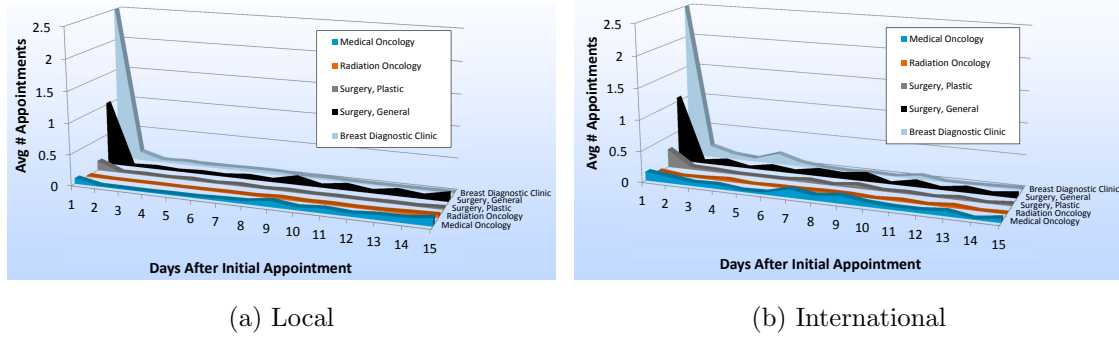 2.5
2
1.5
1
0.5
0
Avg # Appointments
Medical Oncology
Radiation Oncology
Surgery, Plastic
Surgery, General
Breast Diagnostic Clinic
Breast Diagnostic Clinic
Surgery, General
Surgery, Plastic
Radiation Oncology
Medical Oncology
1 2 3 4 5 6 7 8 9 10 11 12 13 14 15
Days After Initial Appointment
(a) Local
2.5
2
1.5
1
0.5
0
Avg # Appointments
Medical Oncology
Radiation Oncology
Surgery, Plastic
Surgery, General
Breast Diagnostic Clinic
Breast Diagnostic Clinic
Surgery, General
Surgery, Plastic
Radiation Oncology
Medical Oncology
1 2 3 4 5 6 7 8 9 10 11 12 13 14 15
Days After Initial Appointment
(b) International